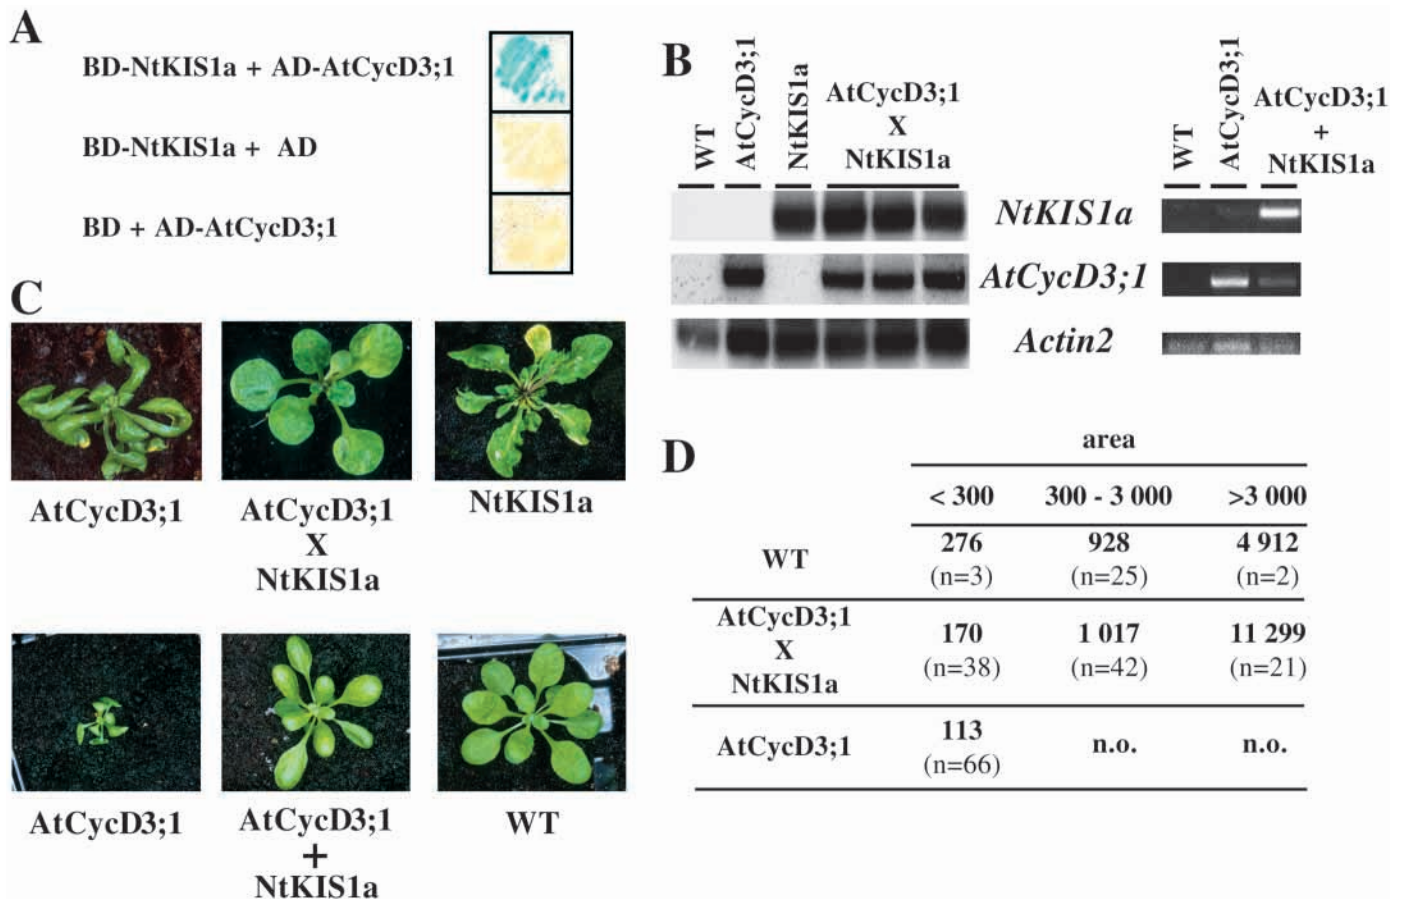 A
BD-NtKIS1a + AD-AtCycD3;1
BD-NtKIS1a + AD
BD + AD-AtCycD3;1
B
WT
AtCycD3;1
NtKIS1a
AtCycD3;1
X
NtKIS1a
WT
AtCycD3;1
AtCycD3;1
+
NtKIS1a
NtKIS1a
AtCycD3;1
Actin2
C
AtCycD3;1
AtCycD3;1
X
NtKIS1a
NtKIS1a
AtCycD3;1
AtCycD3;1
+
NtKIS1a
WT
D
area
< 300 300 - 3 000 >3 000
WT
276 928 4 912
(n=3) (n=25) (n=2)
AtCycD3;1
X
NtKIS1a
170 1 017 11 299
(n=38) (n=42) (n=21)
AtCycD3;1
113 n.o. n.o.
(n=66)